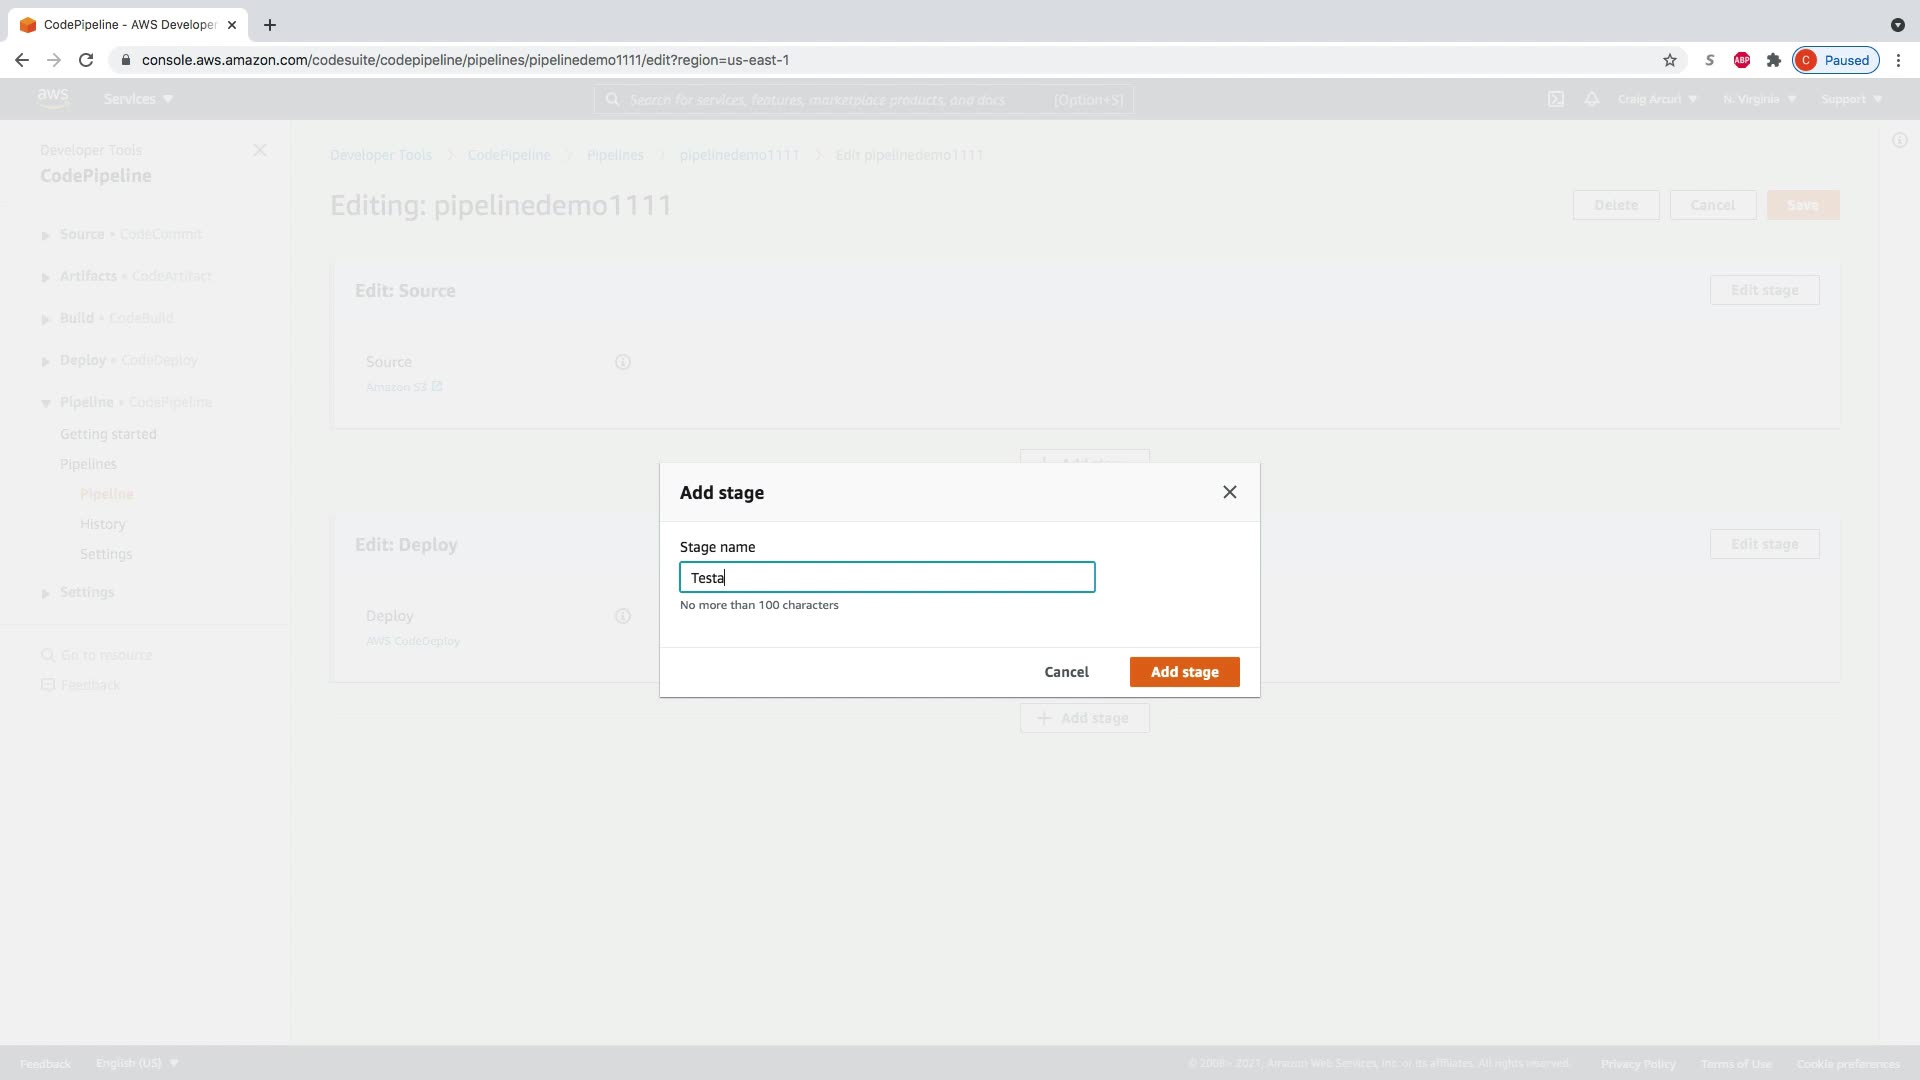 CodePipeline - AWS Developer
console.aws.amazon.com/codesuite/codepipeline/pipelines/pipelinedemo1111/edit?region=us-east-1
S
ABP
C Paused
aws
Services
Search for services, features, marketplace products, and docs [Option+S]
Craig Arcuri
N. Virginia
Support
Developer Tools
CodePipeline
Source • CodeCommit
Artifacts • CodeArtifact
Build • CodeBuild
Deploy • CodeDeploy
Pipeline • CodePipeline
Getting started
Pipelines
Pipeline
History
Settings
Settings
Go to resource
Feedback
Developer Tools CodePipeline Pipelines pipelinedemo1111 Edit pipelinedemo1111
Editing: pipelinedemo1111
Delete Cancel Save
Edit: Source
Edit stage
Source
Amazon S3
Add stage
Stage name
Testa
No more than 100 characters
Cancel
Add stage
Edit: Deploy
Edit stage
Deploy
AWS CodeDeploy
Add stage
Feedback English (US)
© 2008 - 2021, Amazon Web Services, Inc. or its affiliates. All rights reserved.
Privacy Policy Terms of Use Cookie preferences